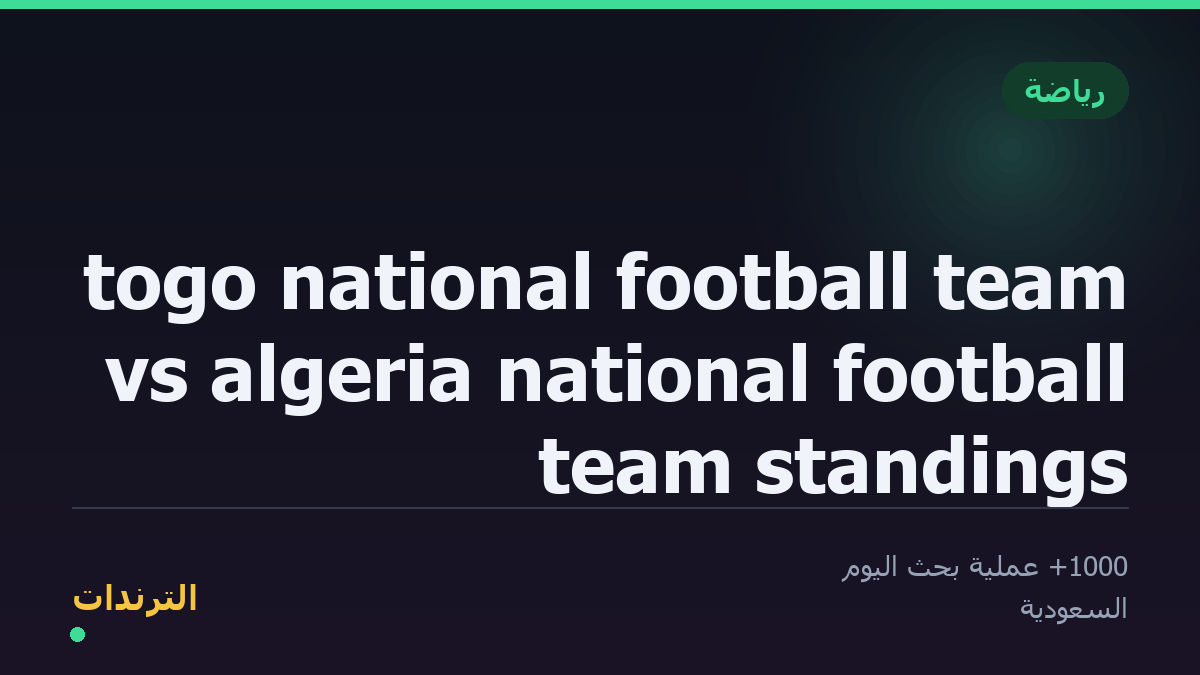 رياضة
togo national football team
vs algeria national football
team standings
+1000 عملية بحث اليوم
السعودية
الترندات